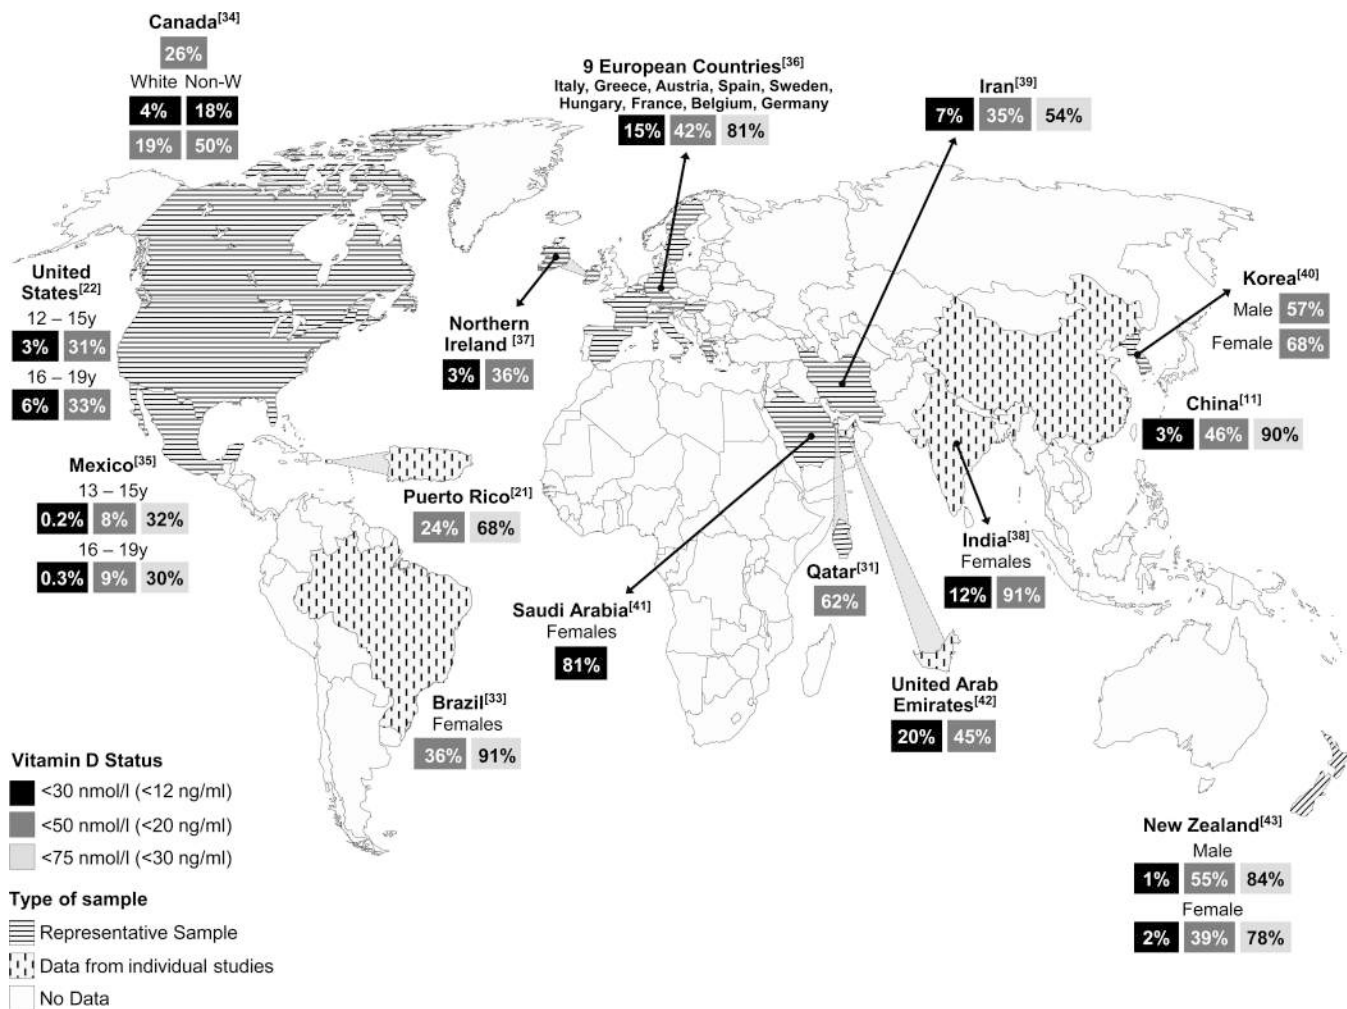 Canada[34]
26%
White Non-W
4% 18%
19% 50%
9 European Countries[36]
Italy, Greece, Austria, Spain, Sweden,
Hungary, France, Belgium, Germany
15% 42% 81%
Iran[39]
7% 35% 54%
United
States[22]
12 – 15y
3% 31%
16 – 19y
6% 33%
Northern
Ireland [37]
3% 36%
Korea[40]
Male 57%
Female 68%
China[11]
3% 46% 90%
Mexico[35]
13 – 15y
0.2% 8% 32%
16 – 19y
0.3% 9% 30%
Puerto Rico[21]
24% 68%
Saudi Arabia[41]
Females
81%
Qatar[31]
62%
India[38]
Females
12% 91%
United Arab
Emirates[42]
20% 45%
Brazil[33]
Females
36% 91%
Vitamin D Status
<30 nmol/l (<12 ng/ml)
<50 nmol/l (<20 ng/ml)
<75 nmol/l (<30 ng/ml)
Type of sample
Representative Sample
Data from individual studies
No Data
New Zealand[43]
Male
1% 55% 84%
Female
2% 39% 78%